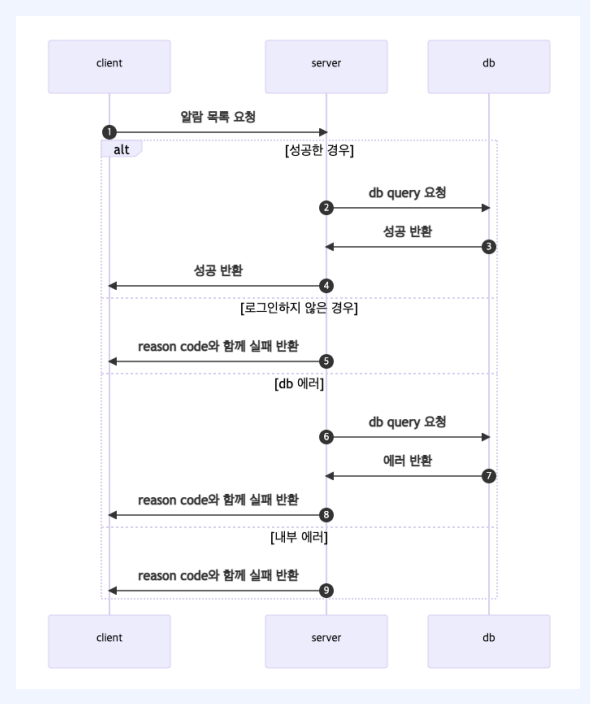 client server db
알람 목록 요청
1
alt [성공한 경우]
db query 요청
2
성공 반환
3
성공 반환
4
[로그인하지 않은 경우]
reason code와 함께 실패 반환
5
[db 에러]
db query 요청
6
에러 반환
7
reason code와 함께 실패 반환
8
[내부 에러]
reason code와 함께 실패 반환
9
client server db